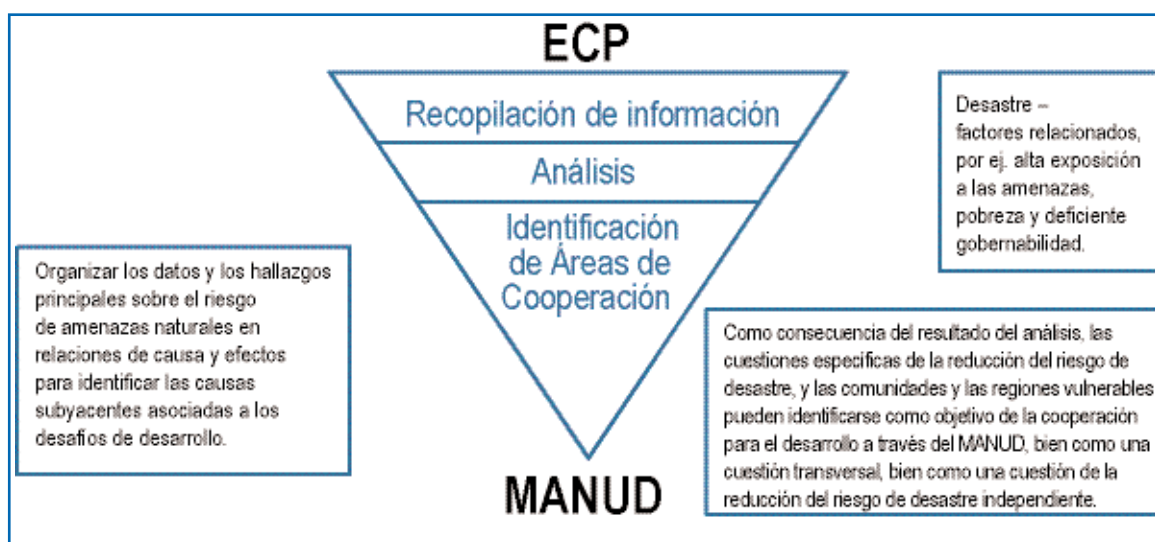 ECP
Recopilación de información
Análisis
Identificación
de Áreas de
Cooperación
MANUD
Desastre –
factores relacionados,
por ej. alta exposición
a las amenazas,
pobreza y deficiente
gobernabilidad.
Organizar los datos y los hallazgos
principales sobre el riesgo
de amenazas naturales en
relaciones de causa y efectos
para identificar las causas
subyacentes asociadas a los
desafíos de desarrollo.
Como consecuencia del resultado del análisis, las
cuestiones específicas de la reducción del riesgo de
desastre, y las comunidades y las regiones vulnerables
pueden identificarse como objetivo de la cooperación
para el desarrollo a través del MANUD, bien como una
cuestión transversal, bien como una cuestión de la
reducción del riesgo de desastre independiente.